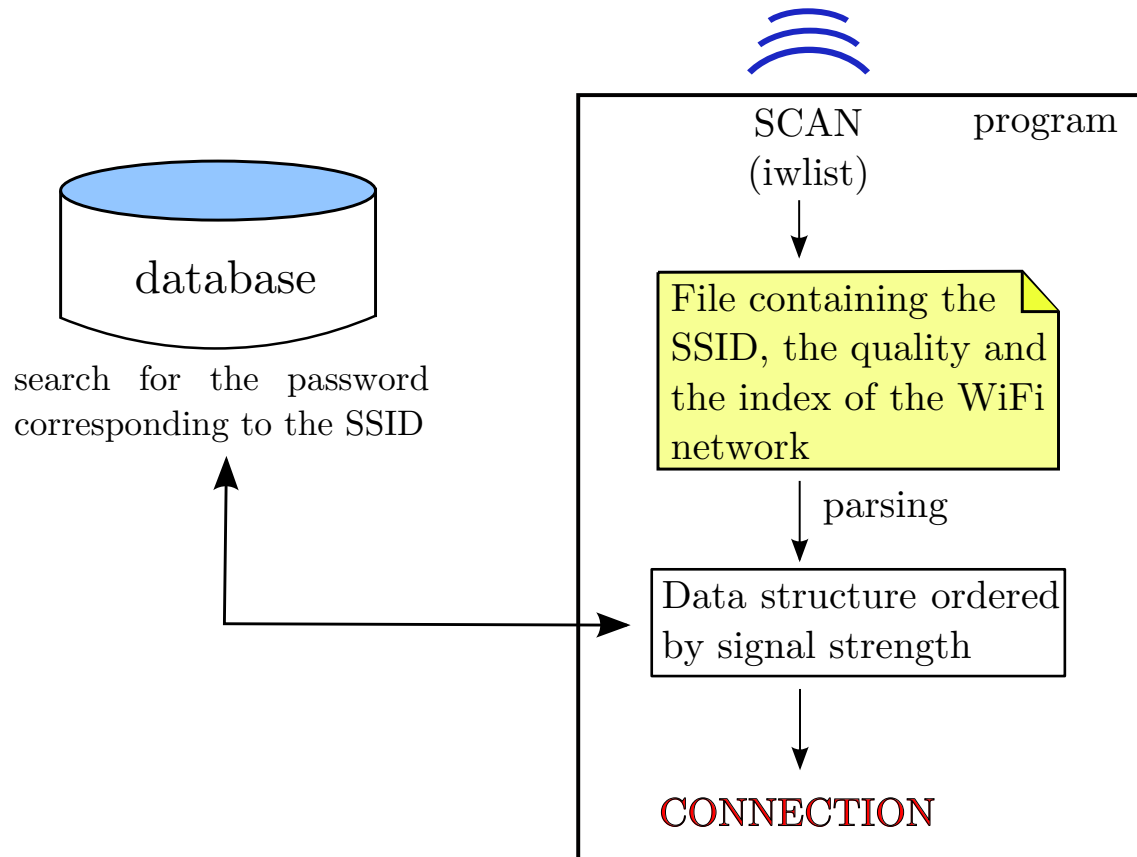 SCAN
(iwlist)
program
database
search for the password
corresponding to the SSID
File containing the
SSID, the quality and
the index of the WiFi
network
parsing
Data structure ordered
by signal strength
CONNECTION